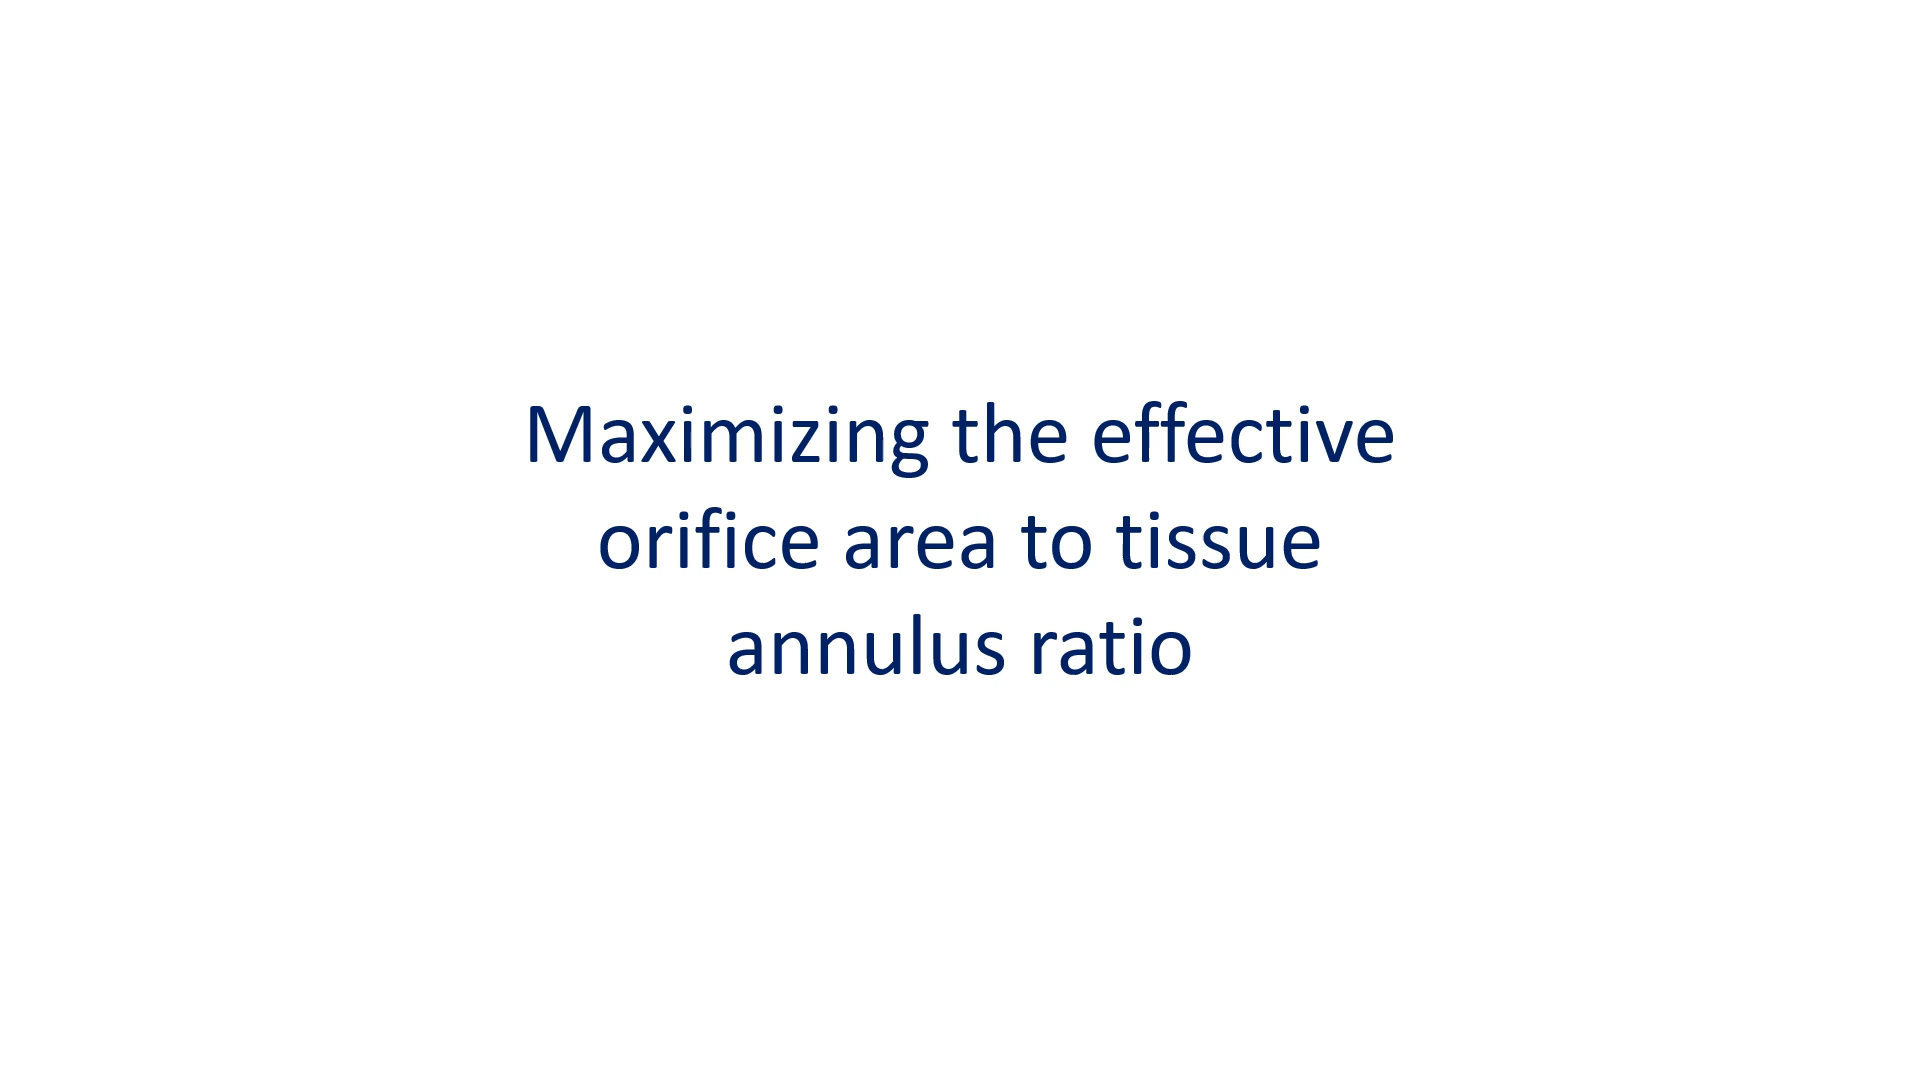 Maximizing the effective
orifice area to tissue
annulus ratio